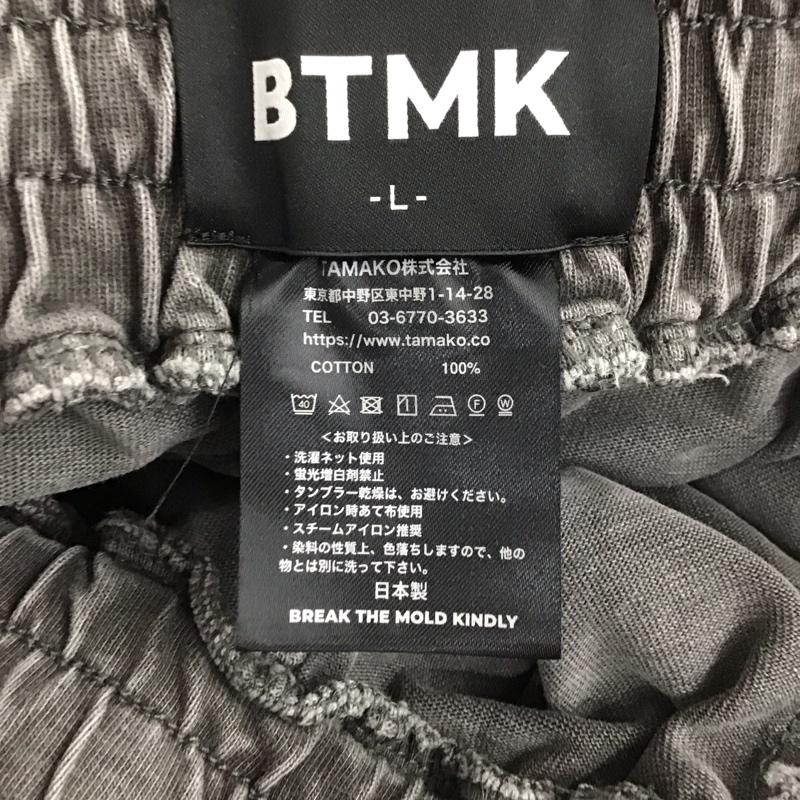 BTMK
-L-
TAMAKO株式会社
東京都中野区東中野1-14-28
TEL 03-6770-3633
https://www.tamako.co
COTTON 100%
40 F W
＜お取り扱い上のご注意＞
・洗濯ネット使用
・蛍光増白剤禁止
・タンブラー乾燥は、お避けください。
・アイロン時あて布使用
・スチームアイロン推奨
・染料の性質上、色落ちしますので、他の
物とは別に洗って下さい。
日本製
BREAK THE MOLD KINDLY